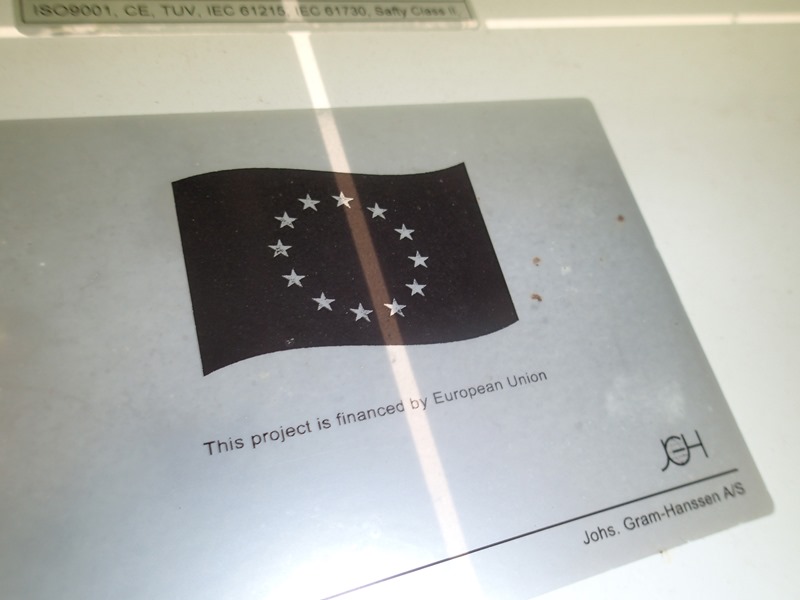 ISO9001, CE, TUV, IEC 61215, IEC 61730, Safty Class II.
This project is financed by European Union
JGH
Johs. Gram-Hanssen A/S